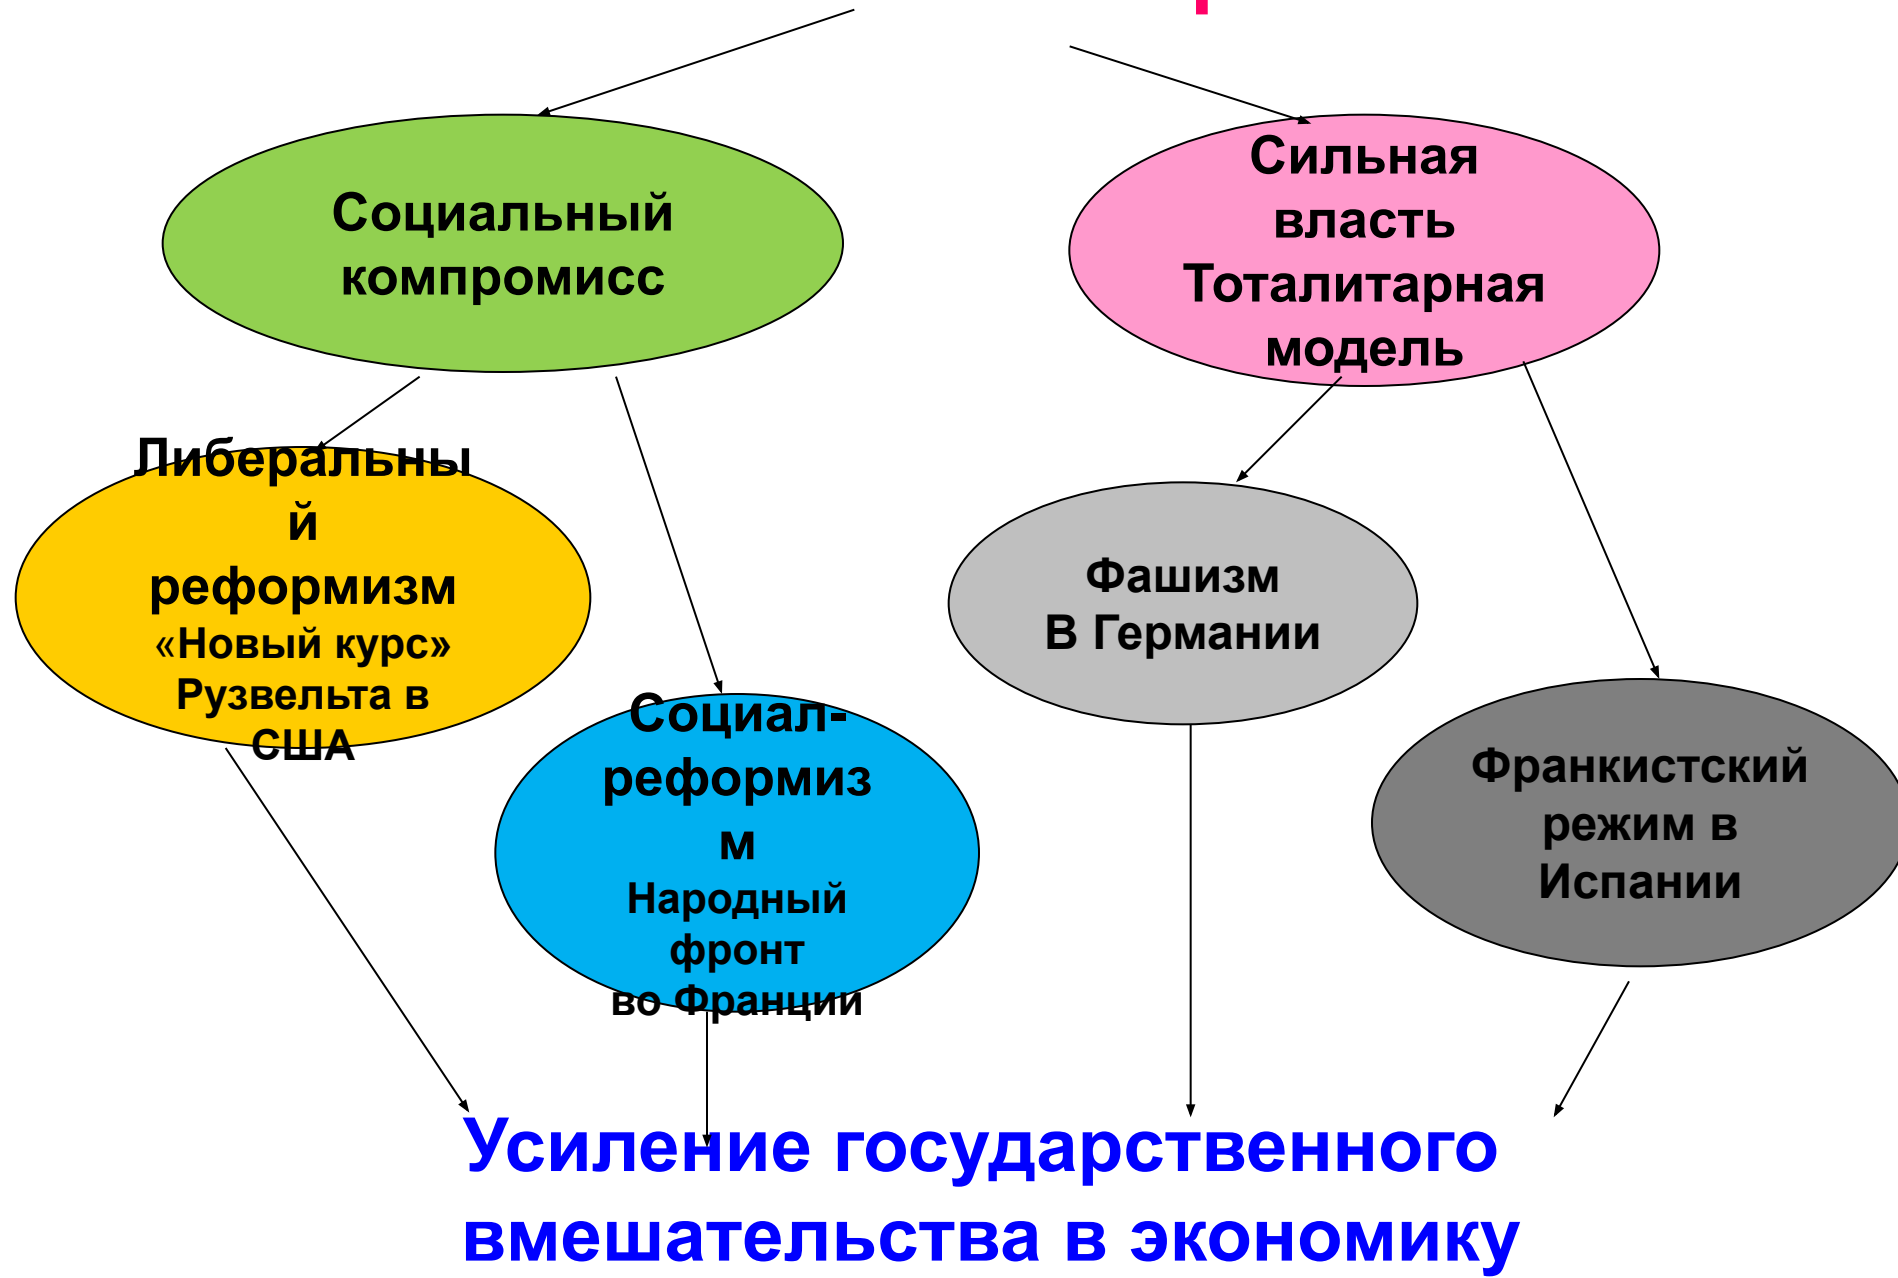 Социальный
компромисс
Сильная
власть
Тоталитарная
модель
Либеральны
й
реформизм
«Новый курс»
Рузвельта в
США
Социал-
реформиз
м
Народный
фронт
во Франции
Фашизм
В Германии
Франкистский
режим в
Испании
Усиление государственного
вмешательства в экономику